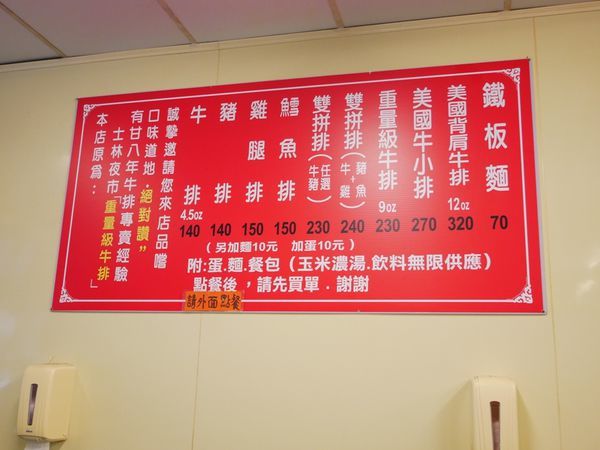 本店原為：
士林夜市「重量級牛排」
有甘八年牛排專賣經驗
口味道地.絕對讚”
誠摯邀請您來店品嚐
牛排 4.5oz 140
豬排 140
雞腿排 150
鱈魚排 150
雙拼排（任選牛豬） 230
雙拼排（豬魚+牛雞） 240
重量級牛排 9oz 230
美國牛小排 270
美國背肩牛排 12oz 320
鐵板麵 70
（另加麵10元 加蛋10元）
附:蛋.麵.餐包（玉米濃湯.飲料無限供應）
點餐後，請先買單．謝謝
請外面點餐